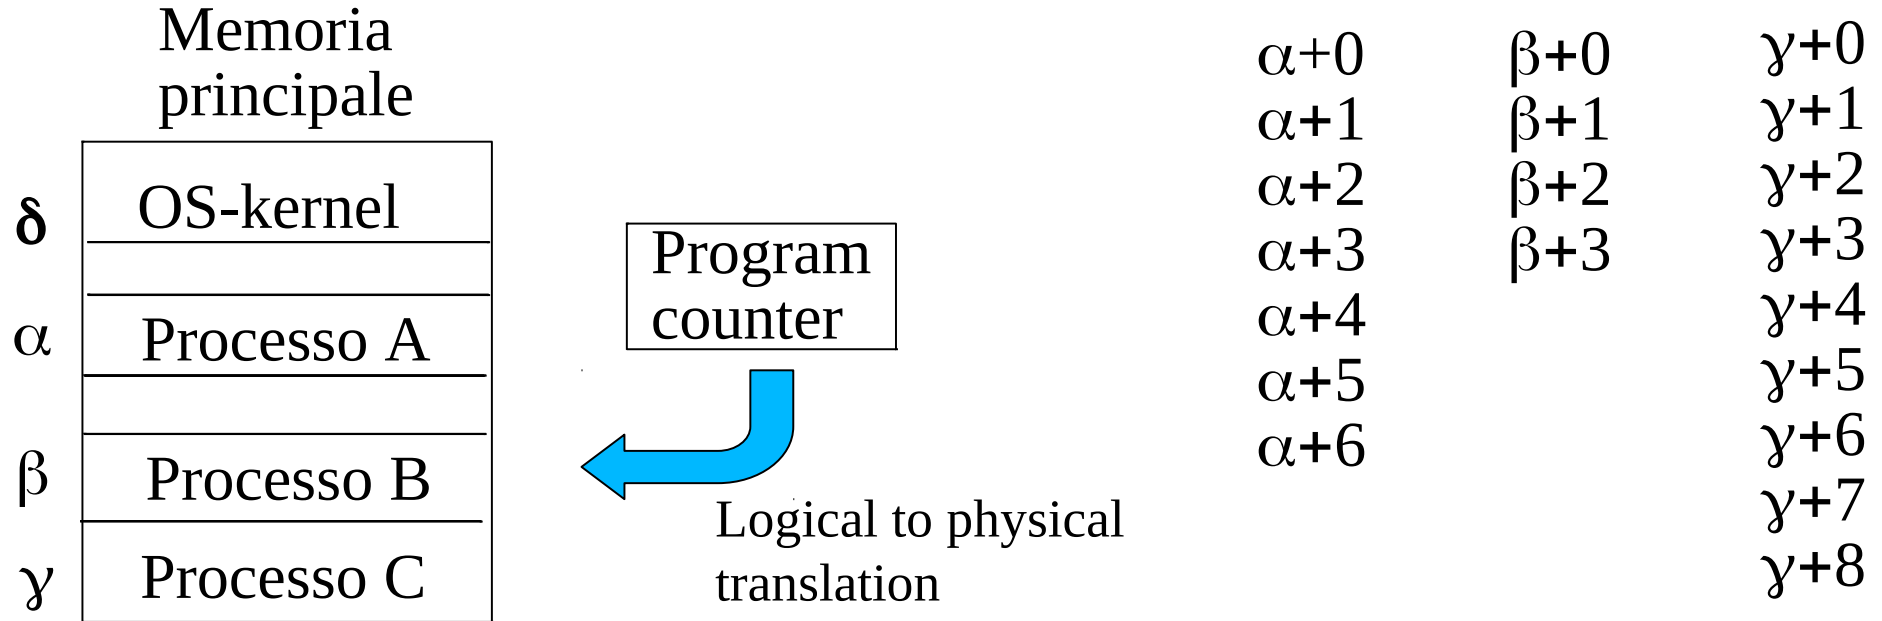 Memoria
principale
δ
OS-kernel
α
Processo A
β
Processo B
γ
Processo C
Program
counter
Logical to physical
translation
α+0
α+1
α+2
α+3
α+4
α+5
α+6
β+0
β+1
β+2
β+3
γ+0
γ+1
γ+2
γ+3
γ+4
γ+5
γ+6
γ+7
γ+8